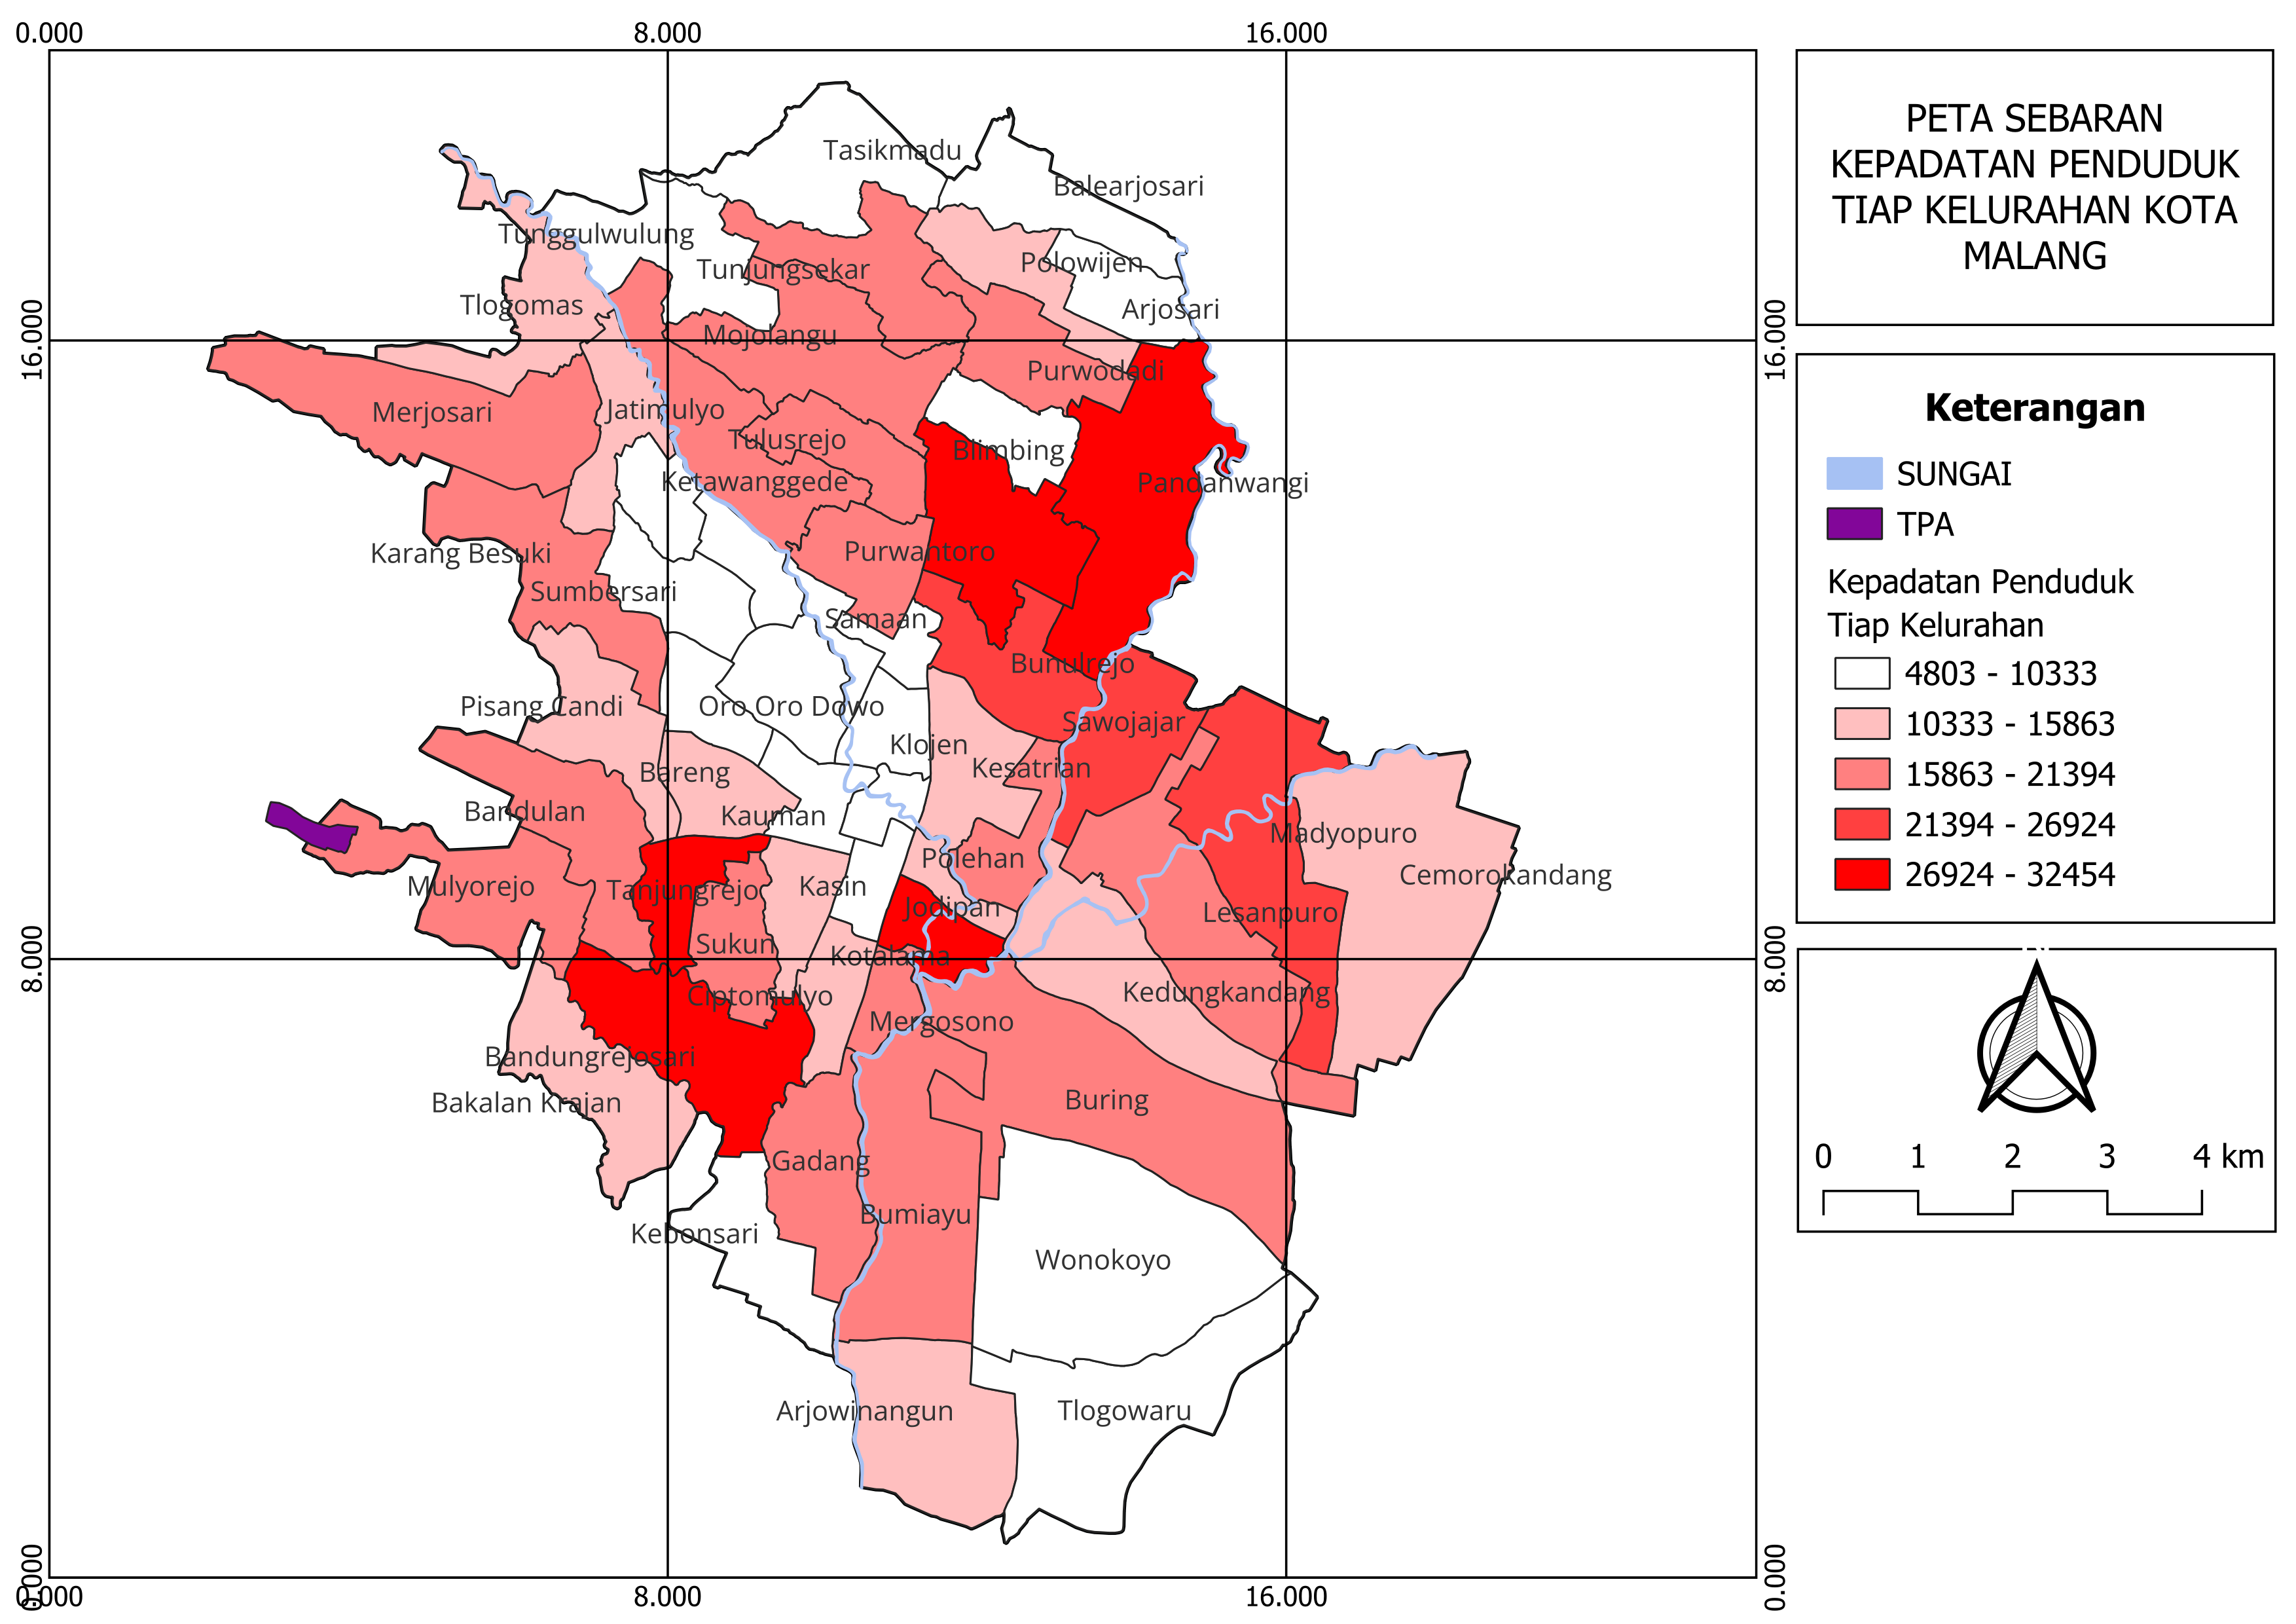 0.000
8.000
16.000
PETA SEBARAN
KEPADATAN PENDUDUK
TIAP KELURAHAN KOTA
MALANG
Tasikmadu
Balearjosari
Tunggulwulung
Tunjungsekar
Polowijen
Tlogomas
Arjosari
Mojolangu
16.000
16.000
Purwodadi
Merjosari
Jatimulyo
Tulusrejo
Blimbing
Ketawanggede
Pandanwangi
Karang Besuki
Purwantoro
Sumbersari
Samaan
Bunulrejo
Pisang Candi
Oro Oro Dowo
Sawojajar
Klojen
Bareng
Kesatrian
Bandulan
Kauman
Madyopuro
Polehan
Cemorokandang
Mulyorejo
Tanjungrejo
Kasin
Jodipan
Lesanpuro
Sukun
Kotalama
8.000
8.000
Ciptomulyo
Kedungkandang
Mergosono
Bandungrejosari
Bakalan Krajan
Buring
Gadang
Bumiayu
Kebonsari
Wonokoyo
Arjowinangun
Tlogowaru
0.000
0.000
0.000
8.000
16.000
Keterangan
SUNGAI
TPA
Kepadatan Penduduk
Tiap Kelurahan
4803 - 10333
10333 - 15863
15863 - 21394
21394 - 26924
26924 - 32454
0 1 2 3 4 km